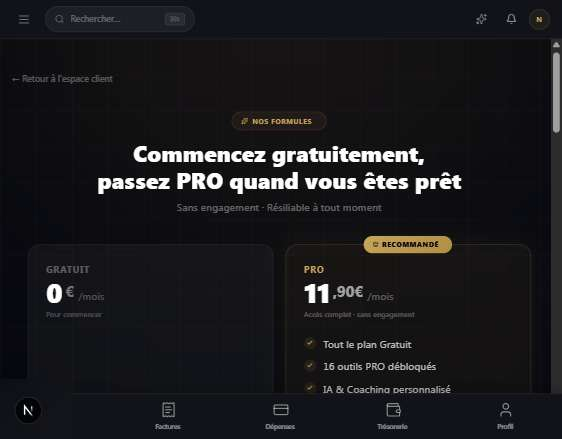 Rechercher...
⌘k
N
← Retour à l'espace client
NOS FORMULES
Commencez gratuitement,
passez PRO quand vous êtes prêt
Sans engagement · Résiliable à tout moment
RECOMMANDÉ
GRATUIT
0 € /mois
Pour commencer
PRO
11,90€ /mois
Accès complet · sans engagement
Tout le plan Gratuit
16 outils PRO débloqués
IA & Coaching personnalisé
N
Factures
Dépenses
Trésorerie
Profil